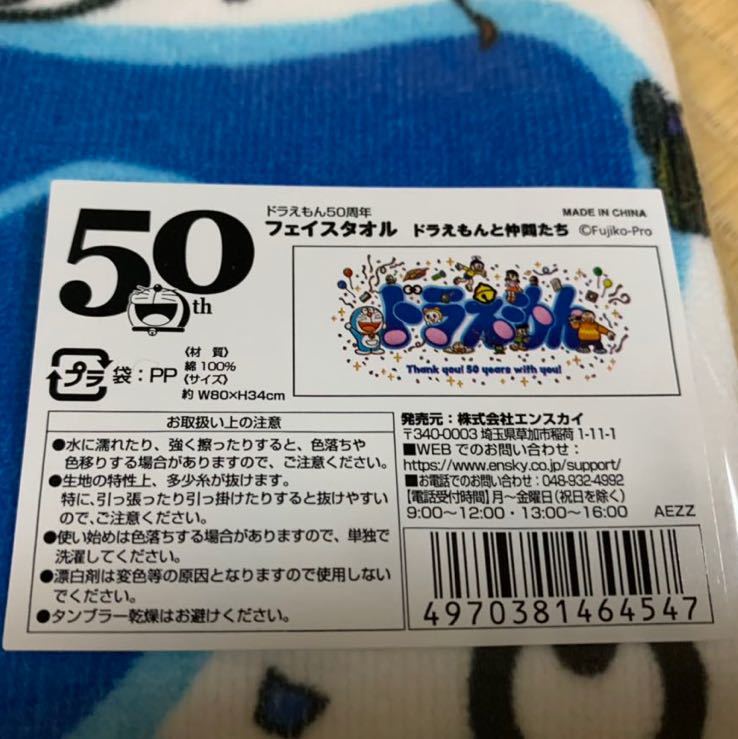 50th
ドラえもん50周年
フェイスタオル ドラえもんと仲間たち
MADE IN CHINA
©Fujiko-Pro
ドラえもん
Thank you! 50 years with you!
プラ 袋：PP
〈材 質〉
綿 100%
〈サイズ〉
約 W80×H34cm
お取扱い上の注意
●水に濡れたり、強く擦ったりすると、色落ちや
色移りする場合がありますので、ご注意ください。
●生地の特性上、多少糸が抜けます。
特に、引っ張ったり引っ掛けたりすると抜けやすい
ので、ご注意ください。
●使い始めは色落ちする場合がありますので、単独で
洗濯してください。
●漂白剤は変色等の原因となりますので使用しない
でください。
●タンブラー乾燥はお避けください。
発売元：株式会社エンスカイ
〒340-0003 埼玉県草加市稲荷 1-11-1
■WEB でのお問い合わせ：
https://www.ensky.co.jp/support/
■お電話でのお問い合わせ：048-932-4992
【電話受付時間】月～金曜日(祝日を除く)
9:00～12:00・13:00～16:00
AEZZ
4970381464547